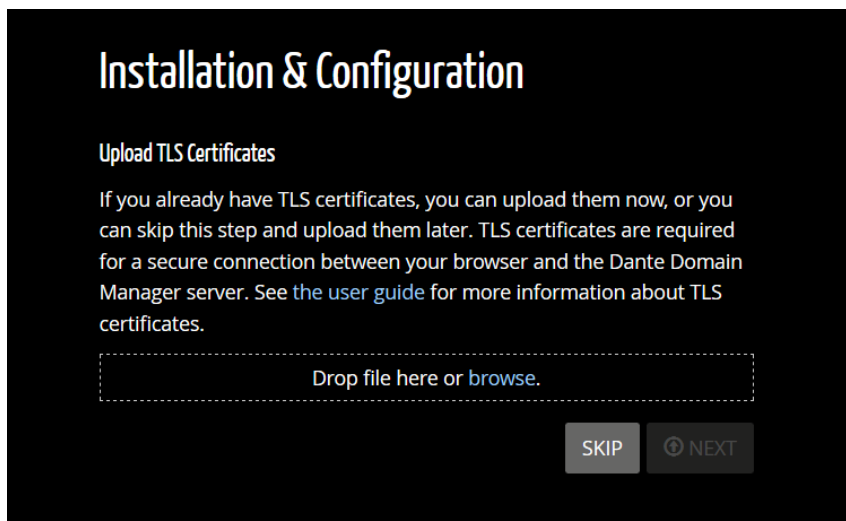 Installation & Configuration
Upload TLS Certificates
If you already have TLS certificates, you can upload them now, or you
can skip this step and upload them later. TLS certificates are required
for a secure connection between your browser and the Dante Domain
Manager server. See the user guide for more information about TLS
certificates.
Drop file here or browse.
SKIP NEXT